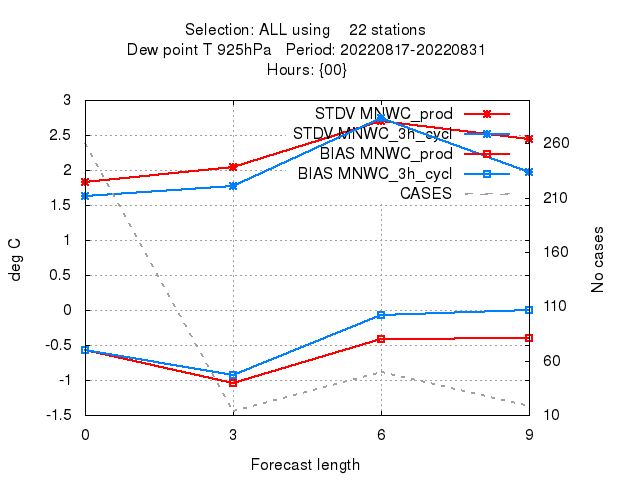 Selection: ALL using 22 stations
Dew point T 925hPa Period: 20220817-20220831
Hours: {00}
STDV MNWC_prod
STDV MNWC_3h_cycl
BIAS MNWC_prod
BIAS MNWC_3h_cycl
CASES
3
2.5
2
1.5
1
0.5
0
-0.5
-1
-1.5
deg C
260
210
160
110
60
10
No cases
0 3 6 9
Forecast length